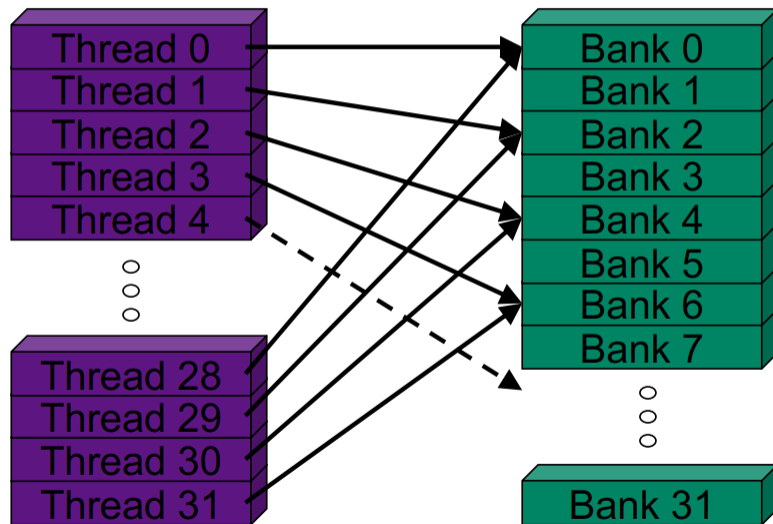 Thread 0
Thread 1
Thread 2
Thread 3
Thread 4
Thread 28
Thread 29
Thread 30
Thread 31
Bank 0
Bank 1
Bank 2
Bank 3
Bank 4
Bank 5
Bank 6
Bank 7
Bank 31